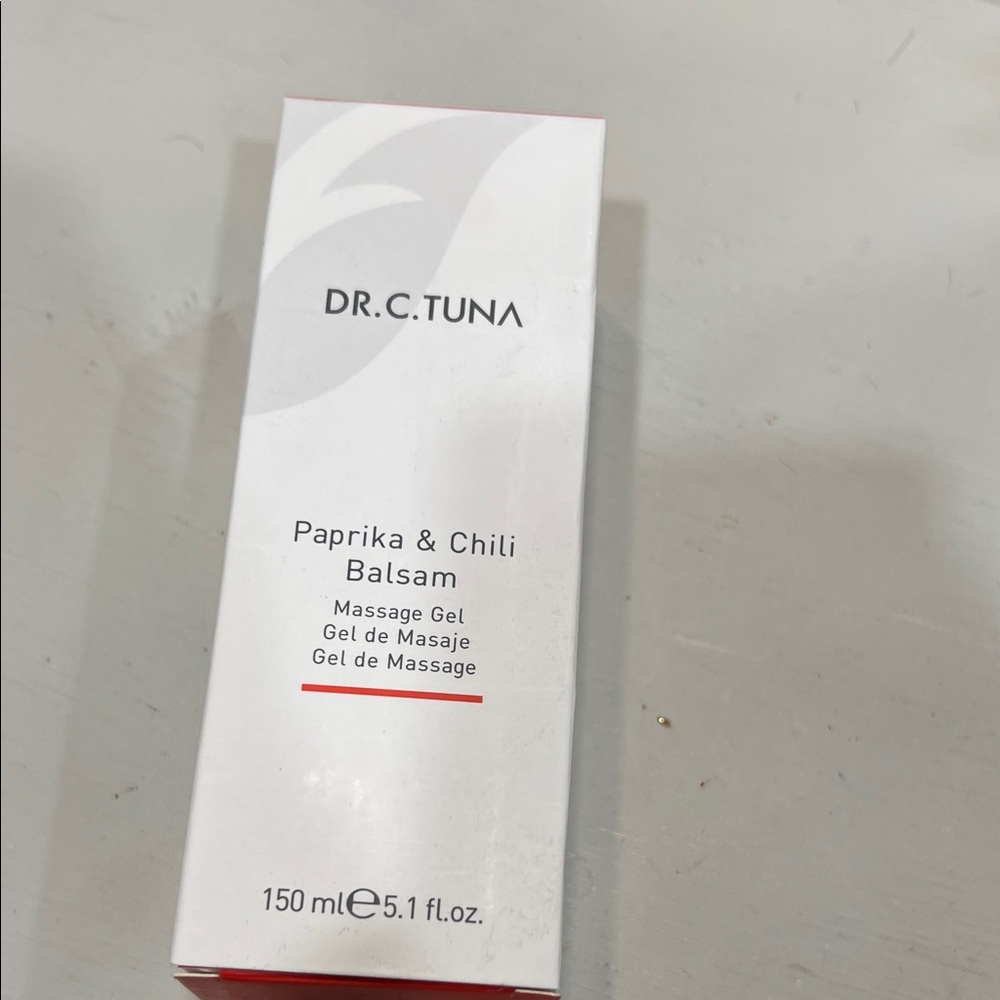 DR.C.TUNA
Paprika & Chili
Balsam
Massage Gel
Gel de Masaje
Gel de Massage
150 ml℮5.1 fl.oz.